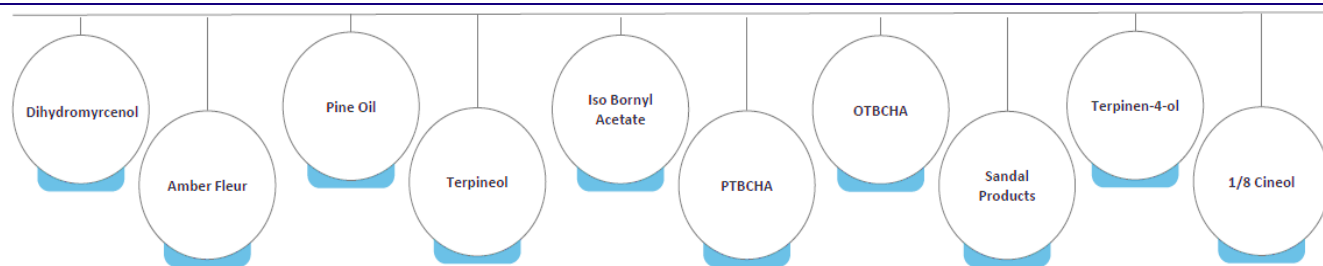 Dihydromyrcenol
Amber Fleur
Pine Oil
Terpineol
Iso Bornyl
Acetate
PTBCHA
OTBCHA
Sandal
Products
Terpinen-4-ol
1/8 Cineol